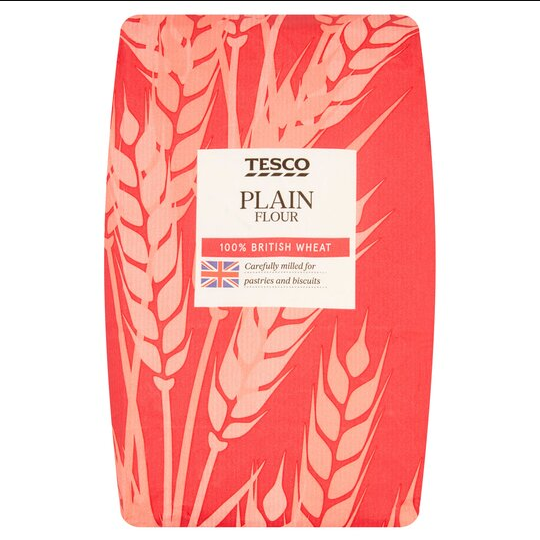 TESCO
PLAIN
FLOUR
100% BRITISH WHEAT
Carefully milled for
pastries and biscuits